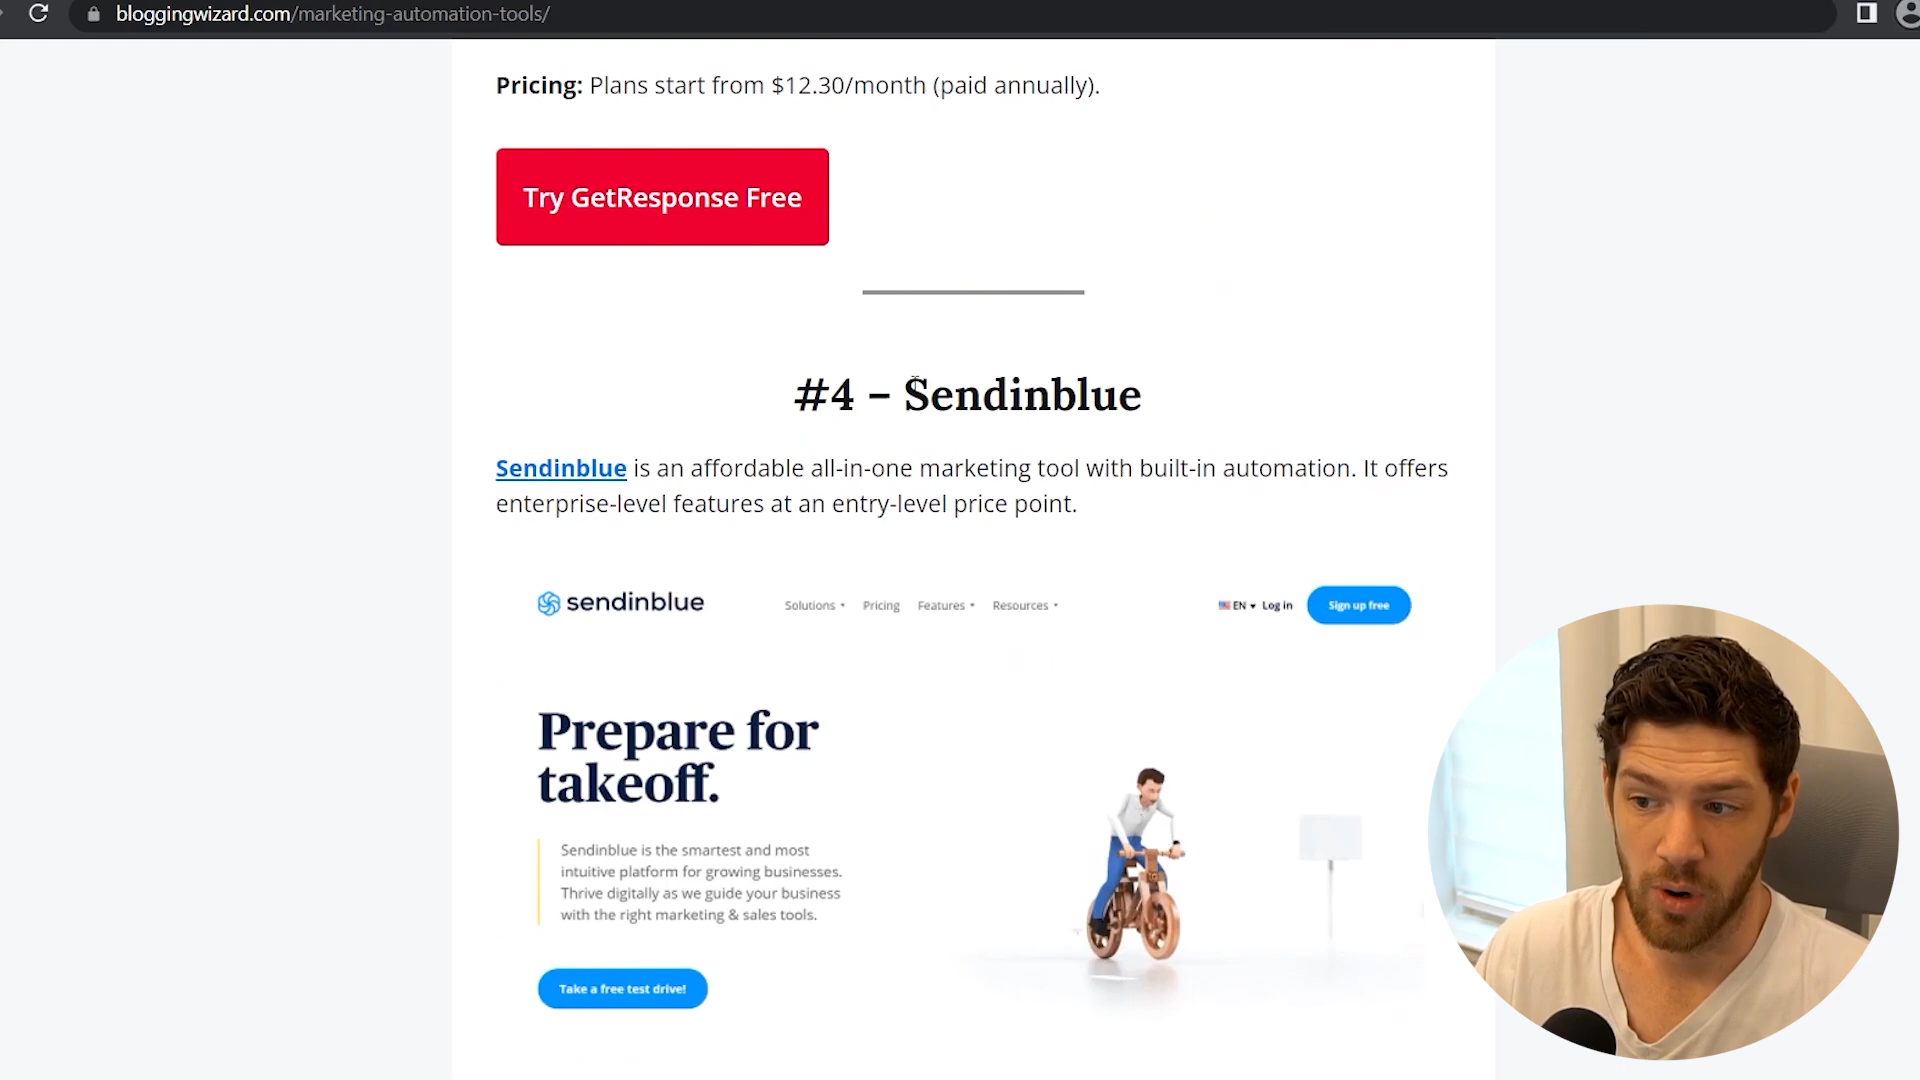 bloggingwizard.com/marketing-automation-tools/
Pricing: Plans start from $12.30/month (paid annually).
Try GetResponse Free
#4 – Sendinblue
Sendinblue is an affordable all-in-one marketing tool with built-in automation. It offers
enterprise-level features at an entry-level price point.
sendinblue
Solutions
Pricing
Features
Resources
EN
Log in
Sign up free
Prepare for
takeoff.
Sendinblue is the smartest and most
intuitive platform for growing businesses.
Thrive digitally as we guide your business
with the right marketing & sales tools.
Take a free test drive!